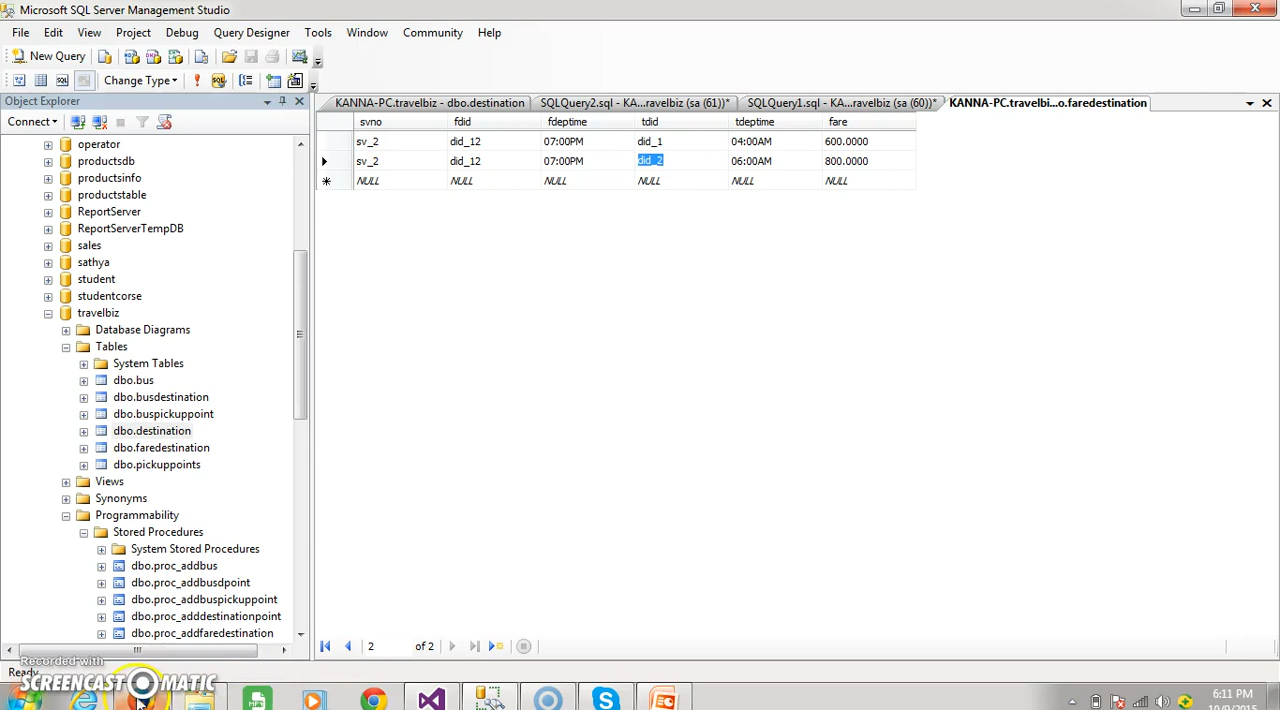 Microsoft SQL Server Management Studio
File Edit View Project Debug Query Designer Tools Window Community Help
New Query
Change Type
Object Explorer
KANNA-PC.travelbiz - dbo.destination SQLQuery2.sql - KA...ravelbiz (sa (61))* SQLQuery1.sql - KA...ravelbiz (sa (60))* KANNA-PC.travelbi...o.faredestination
Connect
svno fdid fdeptime tdid tdeptime fare
sv_2 did_12 07:00PM did_1 04:00AM 600.0000
sv_2 did_12 07:00PM did_2 06:00AM 800.0000
NULL NULL NULL NULL NULL NULL
operator
productsdb
productsinfo
productstable
ReportServer
ReportServerTempDB
sales
sathya
student
studentcorse
travelbiz
Database Diagrams
Tables
System Tables
dbo.bus
dbo.busdestination
dbo.buspickuppoint
dbo.destination
dbo.faredestination
dbo.pickuppoints
Views
Synonyms
Programmability
Stored Procedures
System Stored Procedures
dbo.proc_addbus
dbo.proc_addbusdpoint
dbo.proc_addbuspickuppoint
dbo.proc_adddestinationpoint
dbo.proc_addfaredestination
2 of 2
Recorded with
Ready
SCREENCAST-O-MATIC
6:11 PM
10/9/2015